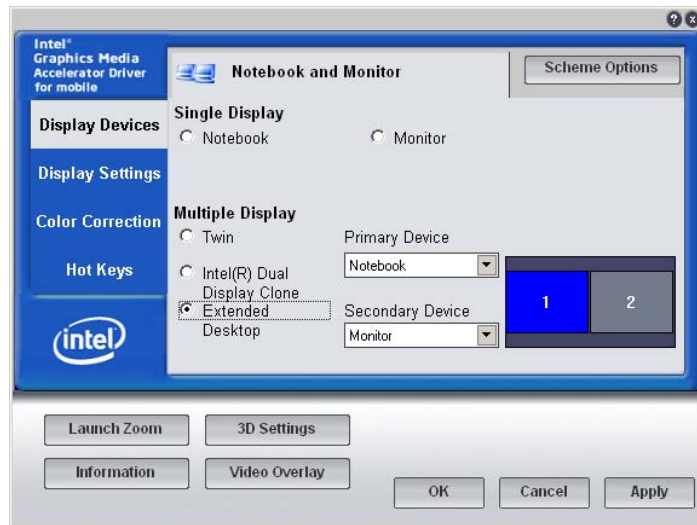 Intel®
Graphics Media
Accelerator Driver
for mobile
Notebook and Monitor
Scheme Options
Display Devices
Display Settings
Color Correction
Hot Keys
intel
Single Display
Notebook
Monitor
Multiple Display
Twin
Intel(R) Dual
Display Clone
Extended
Desktop
Primary Device
Notebook
Secondary Device
Monitor
1
2
Launch Zoom
3D Settings
Information
Video Overlay
OK
Cancel
Apply